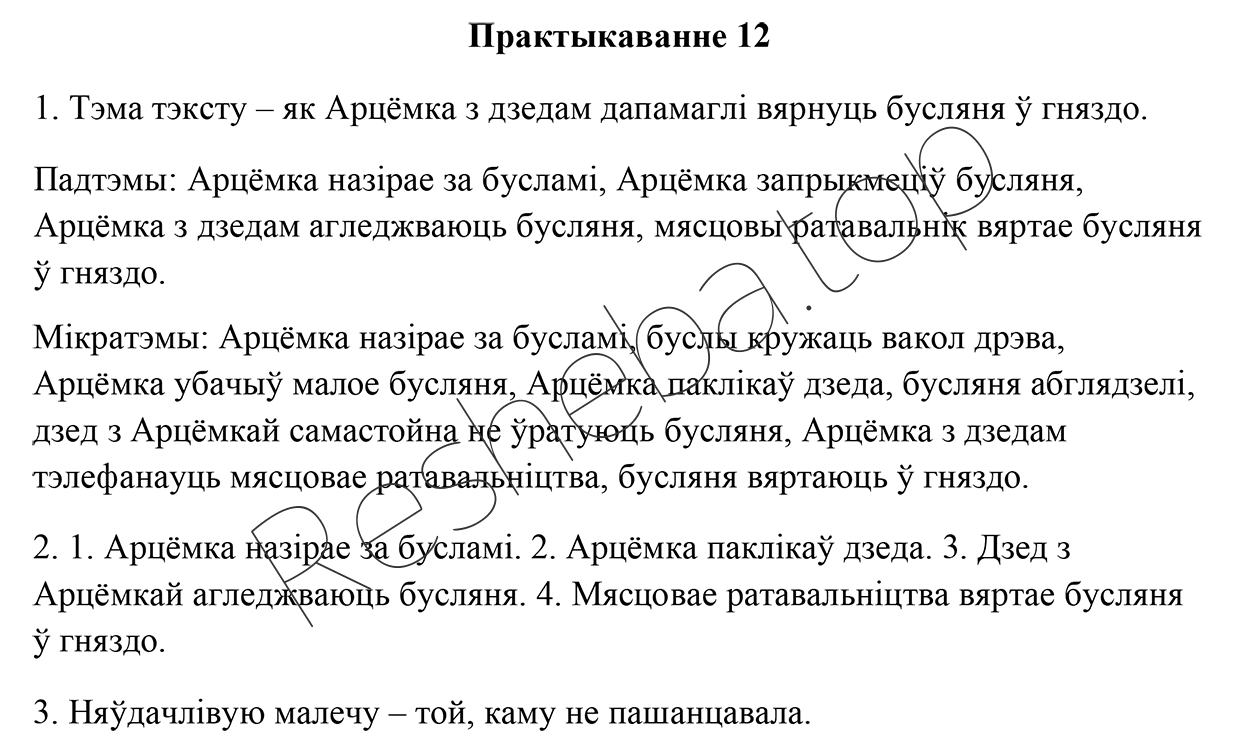 Практыкаванне 12
1. Тэма тэксту – як Арцёмка з дзедам дапамаглі вярнуць бусляня ў гняздо.
Падтэмы: Арцёмка назірае за бусламі, Арцёмка запрыкмеціў бусляня,
Арцёмка з дзедам агледжваюць бусляня, мясцовы ратавальнік вяртае бусляня
ў гняздо.
Мікратэмы: Арцёмка назірае за бусламі, буслы кружаць вакол дрэва,
Арцёмка убачыў малое бусляня, Арцёмка паклікаў дзеда, бусляня абглядзелі,
дзед з Арцёмкай самастойна не ўратуюць бусляня, Арцёмка з дзедам
тэлефанауць мясцовае ратавальніцтва, бусляня вяртаюць ў гняздо.
2. 1. Арцёмка назірае за бусламі. 2. Арцёмка паклікаў дзеда. 3. Дзед з
Арцёмкай агледжваюць бусляня. 4. Мясцовае ратавальніцтва вяртае бусляня
ў гняздо.
3. Няўдачлівую малечу – той, каму не пашанцавала.
Resheba.top